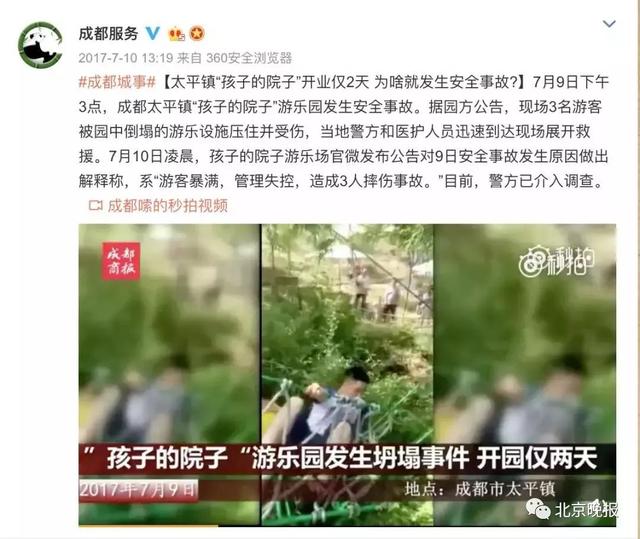 成都服务
2017-7-10 13:19 来自 360安全浏览器
#成都城事#【太平镇“孩子的院子”开业仅2天 为啥就发生安全事故?】7月9日下午
3点，成都太平镇“孩子的院子”游乐园发生安全事故。据园方公告，现场3名游客
被园中倒塌的游乐设施压住并受伤，当地警方和医护人员迅速到达现场展开救
援。7月10日凌晨，孩子的院子游乐场官微发布公告对9日安全事故发生原因做出
解释称，系“游客暴满，管理失控，造成3人摔伤事故。”目前，警方已介入调查。
成都嗦的秒拍视频
成都
商报
秒拍
秒拍
”孩子的院子“游乐园发生坍塌事件 开园仅两天
2017年7月9日
地点：成都市太平镇
北京晚报